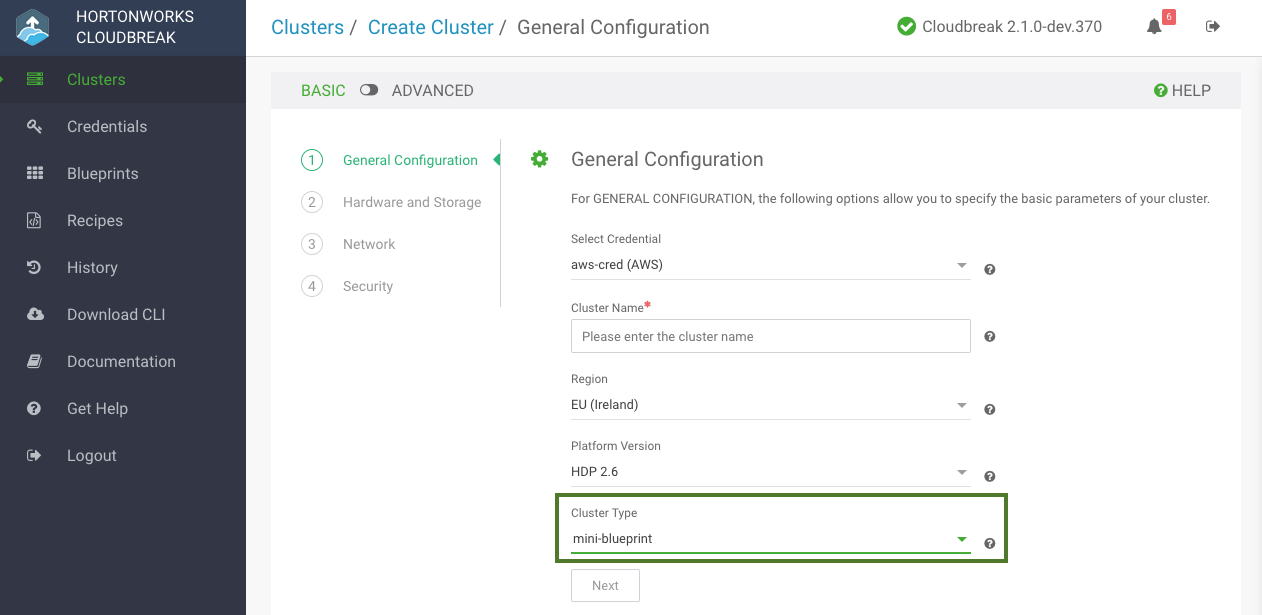 HORTONWORKS
CLOUDBREAK
Clusters
Credentials
Blueprints
Recipes
History
Download CLI
Documentation
Get Help
Logout
Clusters / Create Cluster / General Configuration
Cloudbreak 2.1.0-dev.370
6
BASIC ADVANCED
HELP
1 General Configuration
2 Hardware and Storage
3 Network
4 Security
General Configuration
For GENERAL CONFIGURATION, the following options allow you to specify the basic parameters of your cluster.
Select Credential
aws-cred (AWS)
Cluster Name*
Please enter the cluster name
Region
EU (Ireland)
Platform Version
HDP 2.6
Cluster Type
mini-blueprint
Next